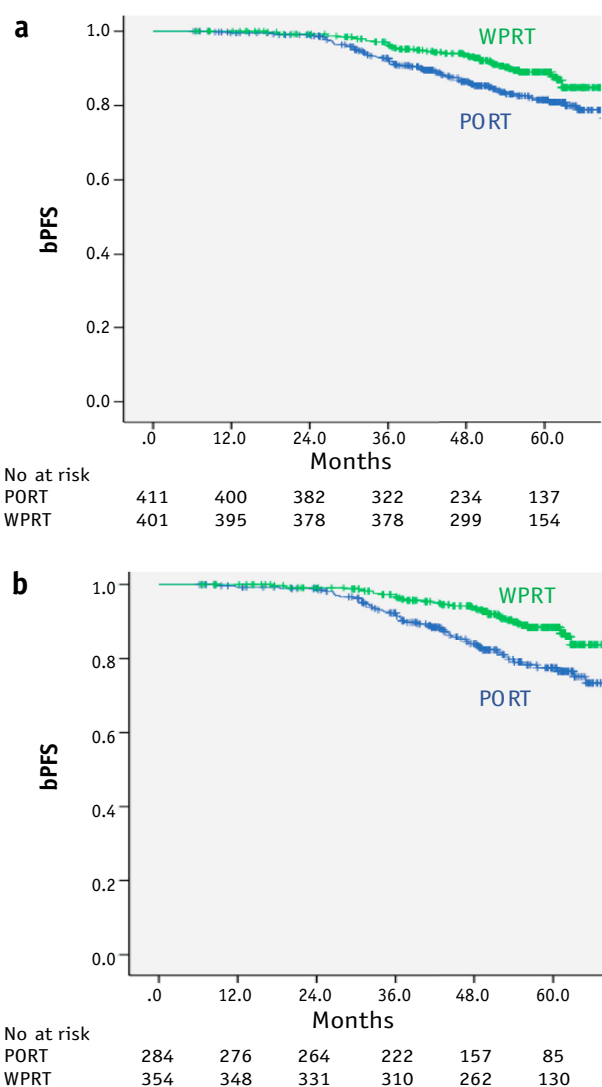 a
1.0
WPRT
0.8
PORT
0.6
bPFS
0.4
0.2
0.0
.0 12.0 24.0 36.0 48.0 60.0
Months
No at risk
PORT 411 400 382 322 234 137
WPRT 401 395 378 378 299 154
b
1.0
WPRT
0.8
PORT
0.6
bPFS
0.4
0.2
0.0
.0 12.0 24.0 36.0 48.0 60.0
Months
No at risk
PORT 284 276 264 222 157 85
WPRT 354 348 331 310 262 130